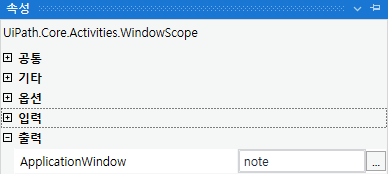 속성
UiPath.Core.Activities.WindowScope
공통
기타
옵션
입력
출력
ApplicationWindow note ...